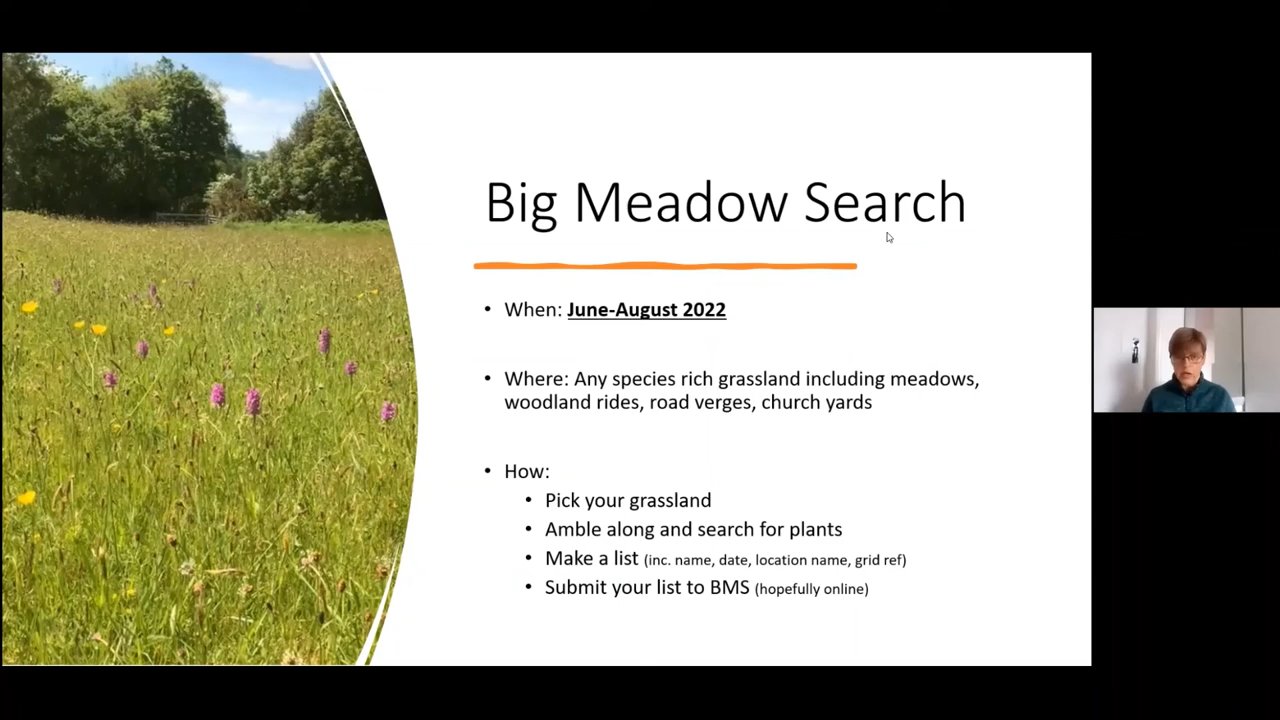 Big Meadow Search
• When: June-August 2022
• Where: Any species rich grassland including meadows,
woodland rides, road verges, church yards
• How:
• Pick your grassland
• Amble along and search for plants
• Make a list (inc. name, date, location name, grid ref)
• Submit your list to BMS (hopefully online)